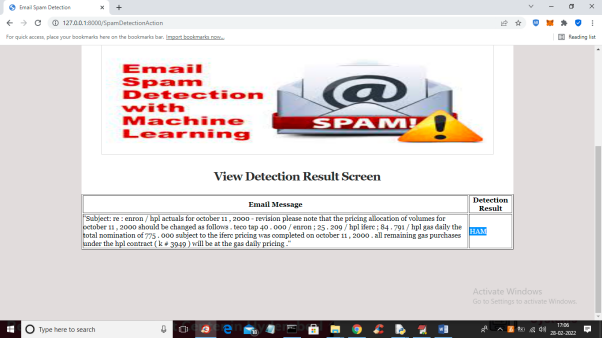 Email Spam Detection
127.0.0.1:8000/SpamDetectionAction
For quick access, place your bookmarks here on the bookmarks bar. Import bookmarks now...
Reading list
Email
Spam
Detection
with
Machine
Learning
@
SPAM!
View Detection Result Screen
Email Message
Detection
Result
"Subject: re : enron / hpl actuals for october 11 , 2000 - revision please note that the pricing allocation of volumes for
october 11 , 2000 should be changed as follows . teco tap 40 . 000 / enron ; 25 . 209 / hpl iferc ; 84 . 791 / hpl gas daily the
total nomination of 775 . 000 subject to the iferc pricing was completed on october 11 , 2000 . all remaining gas purchases
under the hpl contract ( k # 3949 ) will be at the gas daily pricing ."
HAM
Activate Windows
Go to Settings to activate Windows.
Type here to search
17:06
28-02-2022